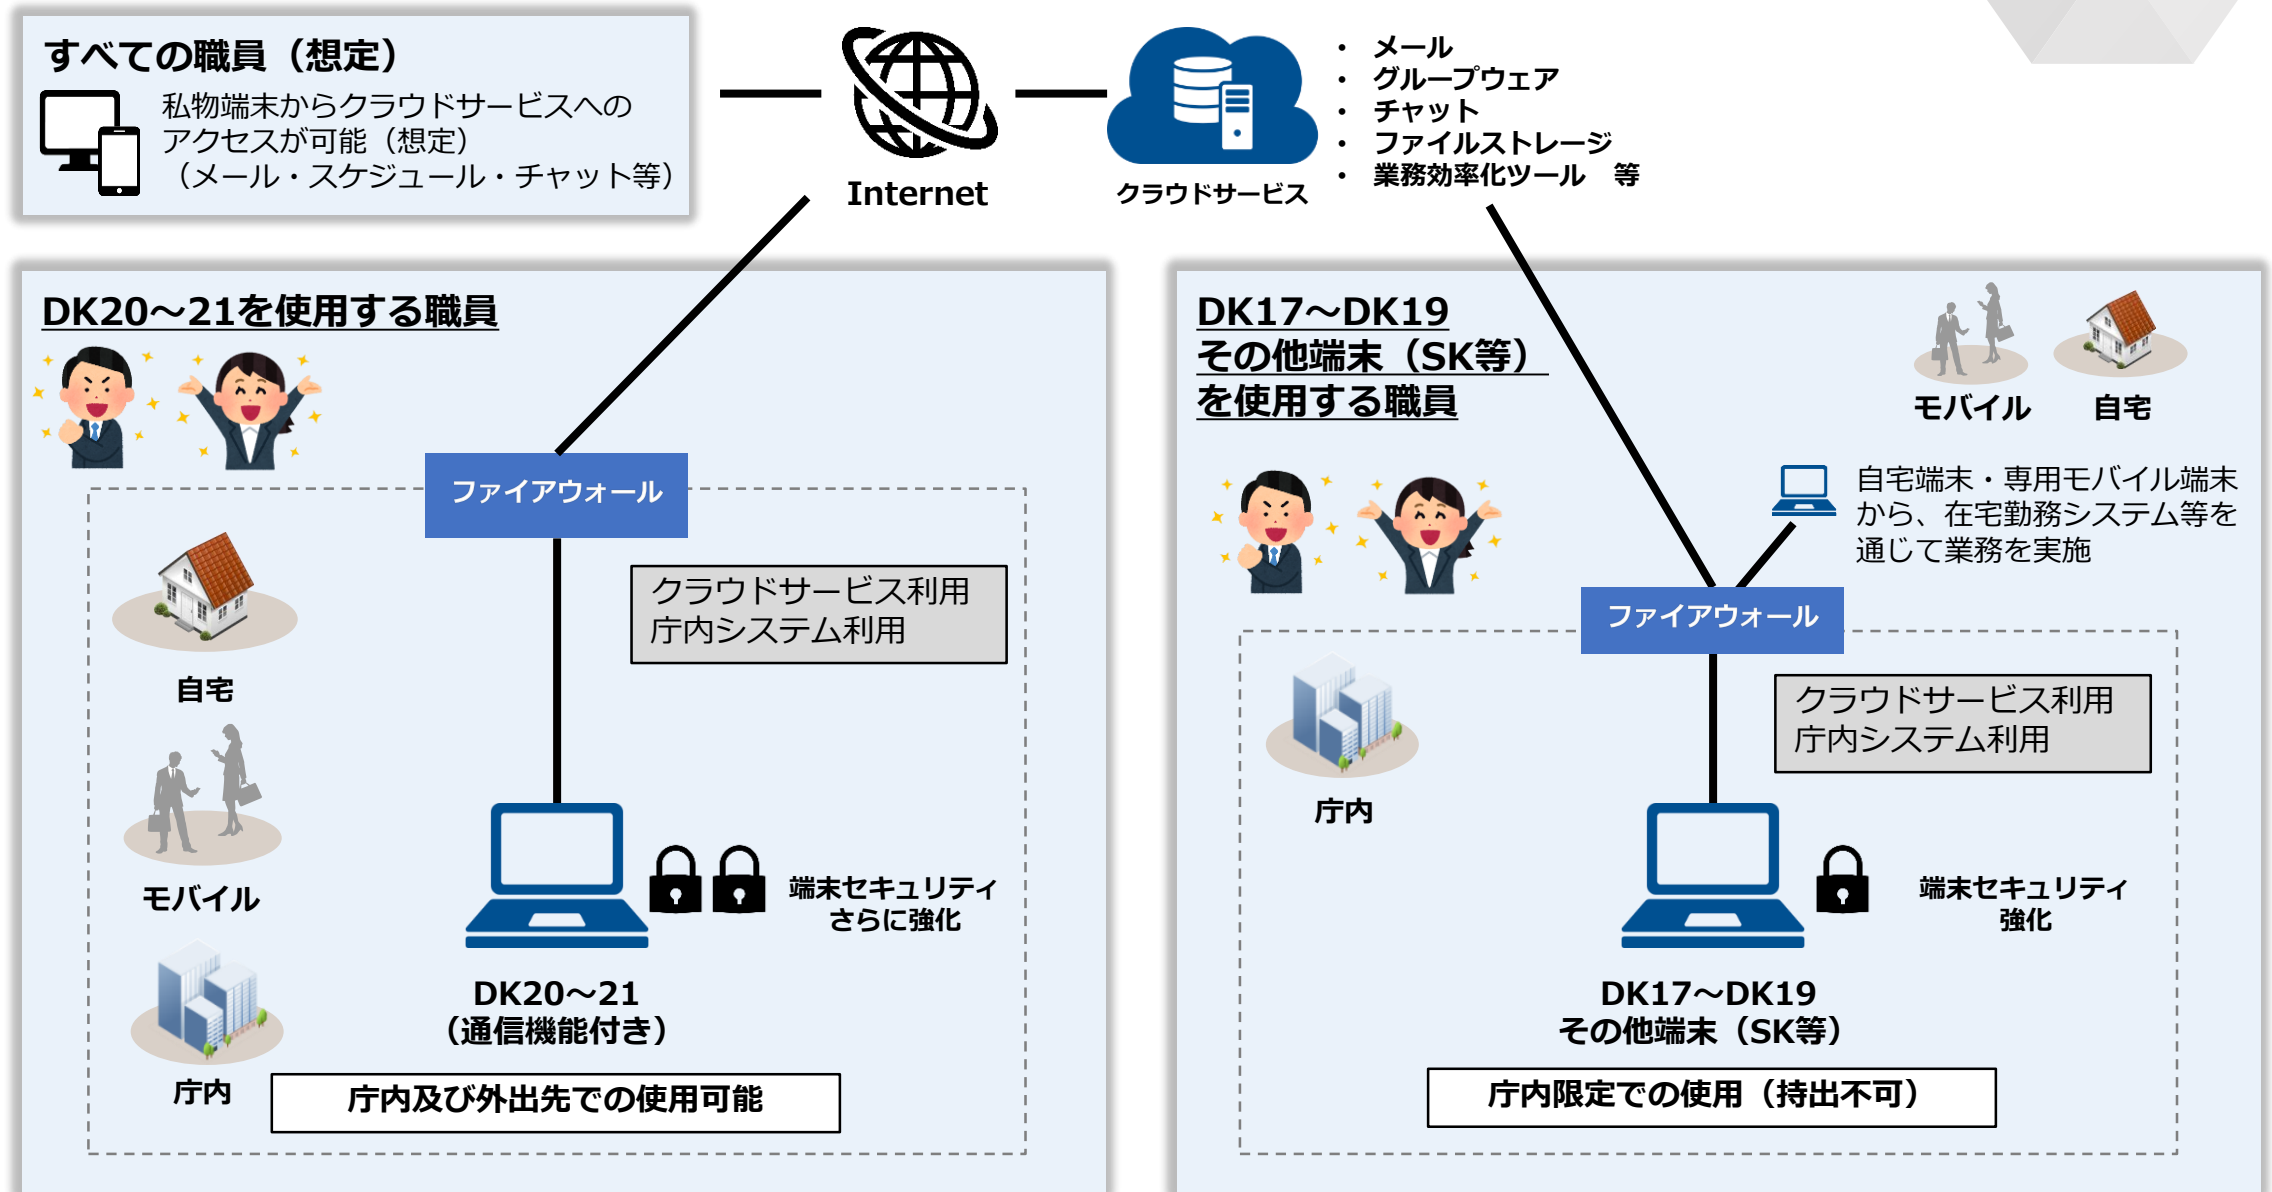 すべての職員（想定）
私物端末からクラウドサービスへの
アクセスが可能（想定）
（メール・スケジュール・チャット等）
Internet
クラウドサービス
・ メール
・ グループウェア
・ チャット
・ ファイルストレージ
・ 業務効率化ツール　等
DK20～21を使用する職員
ファイアウォール
クラウドサービス利用
庁内システム利用
自宅
モバイル
庁内
端末セキュリティ
さらに強化
DK20～21
（通信機能付き）
庁内及び外出先での使用可能
DK17～DK19
その他端末（SK等）
を使用する職員
モバイル
自宅
自宅端末・専用モバイル端末
から、在宅勤務システム等を
通じて業務を実施
ファイアウォール
クラウドサービス利用
庁内システム利用
庁内
端末セキュリティ
強化
DK17～DK19
その他端末（SK等）
庁内限定での使用（持出不可）